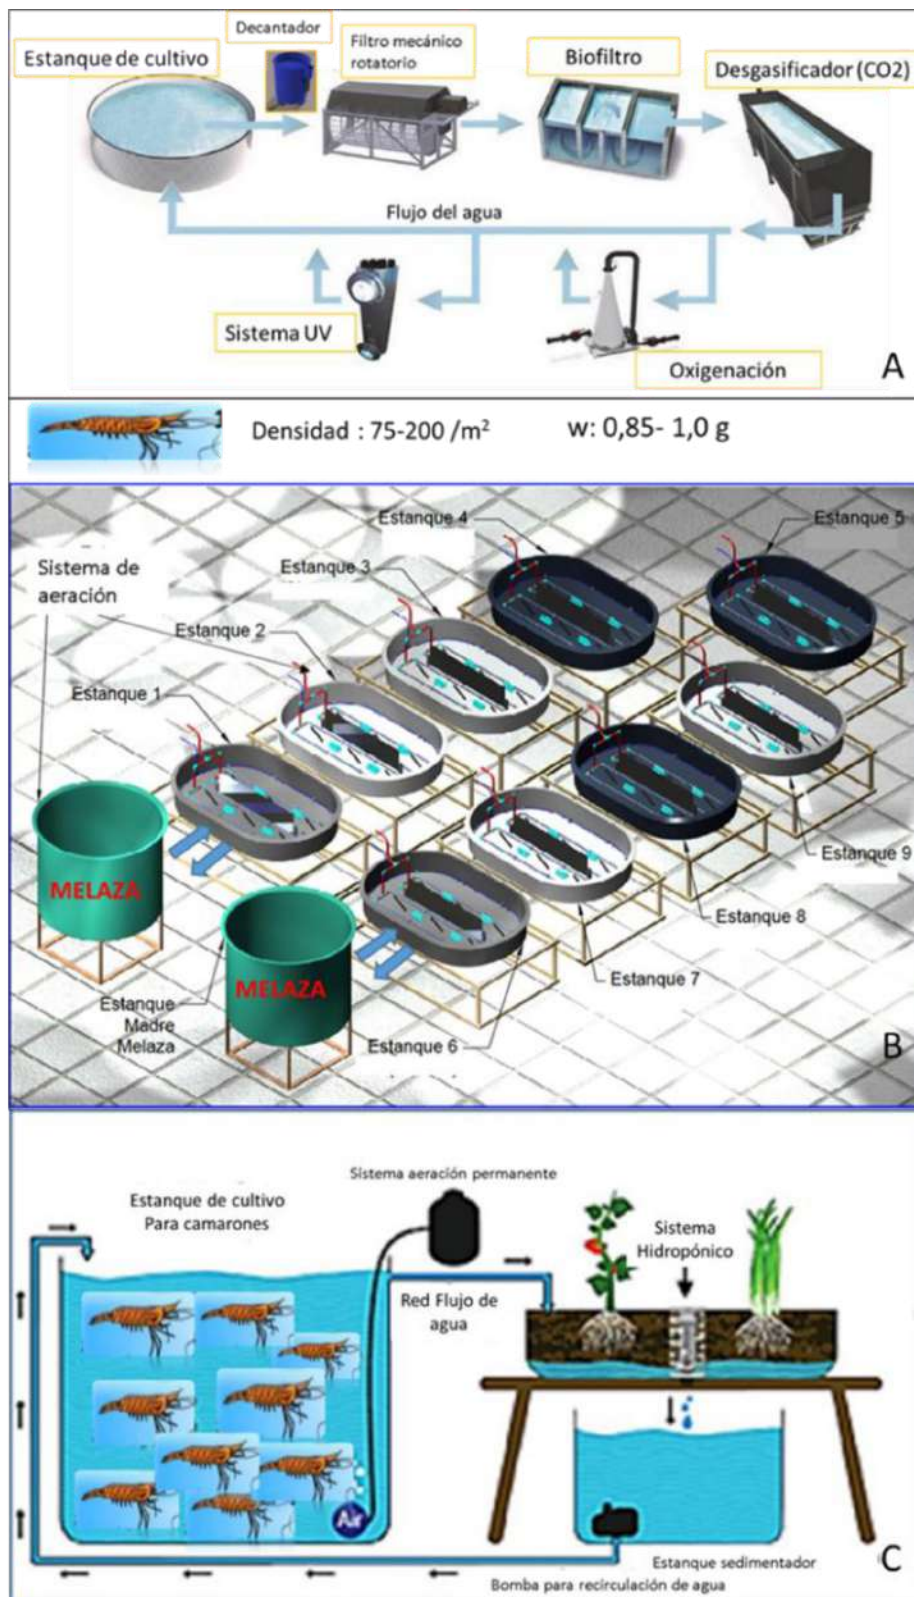 Decantador
Estanque de cultivo
Filtro mecánico
rotatorio
Biofiltro
Desgasificador (CO2)
Flujo del agua
Sistema UV
Oxigenación
A
Densidad : 75-200 /m²
w: 0,85- 1,0 g
Estanque 4
Estanque 5
Sistema de
aeración
Estanque 3
Estanque 2
Estanque 1
MELAZA
MELAZA
Estanque
Madre
Melaza
Estanque 6
Estanque 7
Estanque 8
Estanque 9
B
Sistema aeración permanente
Estanque de cultivo
Para camarones
Sistema
Hidropónico
Red Flujo de
agua
Air
Estanque sedimentador
Bomba para recirculación de agua
C